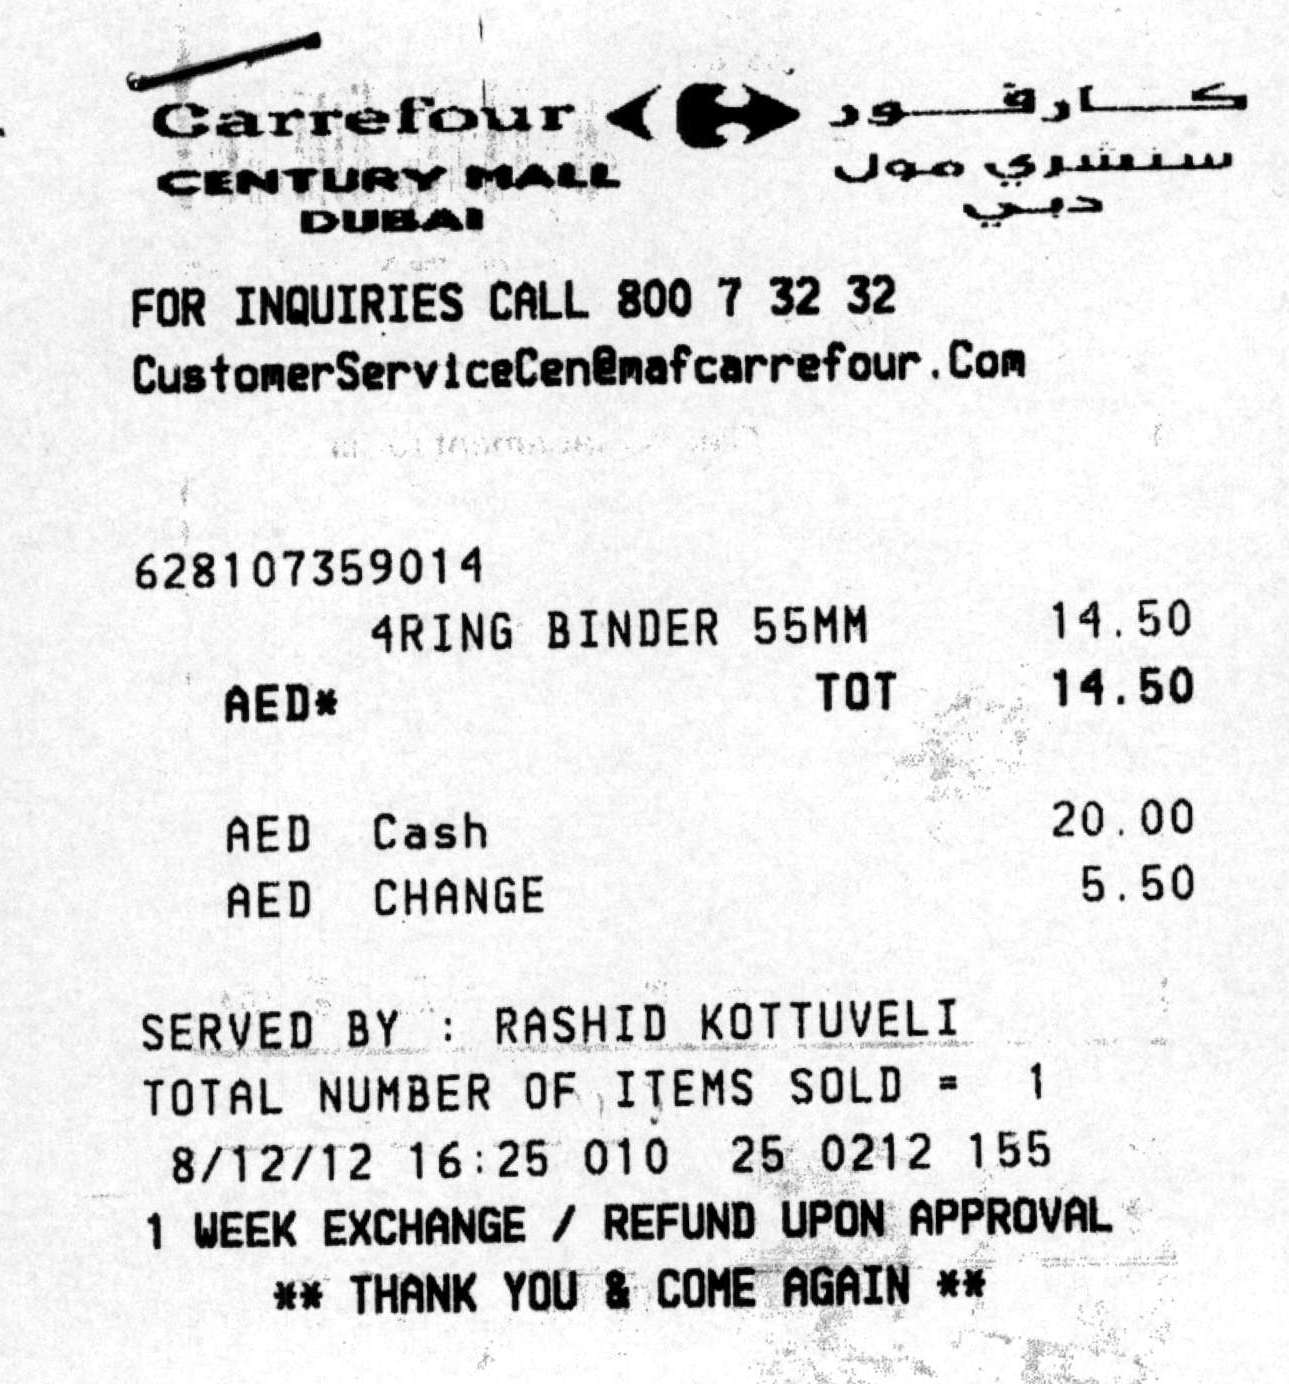 Carrefour كارفور
CENTURY MALL سنشري مول
DUBAI دبي
FOR INQUIRIES CALL 800 7 32 32
CustomerServiceCen@mafcarrefour.Com
628107359014
4RING BINDER 55MM 14.50
AED* TOT 14.50
AED Cash 20.00
AED CHANGE 5.50
SERVED BY : RASHID KOTTUVELI
TOTAL NUMBER OF ITEMS SOLD = 1
8/12/12 16:25 010 25 0212 155
1 WEEK EXCHANGE / REFUND UPON APPROVAL
** THANK YOU & COME AGAIN **